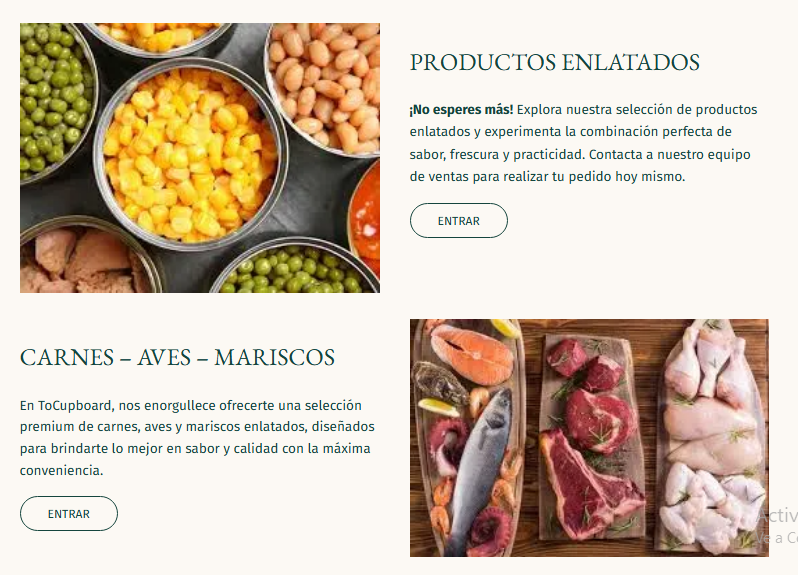 PRODUCTOS ENLATADOS
¡No esperes más! Explora nuestra selección de productos
enlatados y experimenta la combinación perfecta de
sabor, frescura y practicidad. Contacta a nuestro equipo
de ventas para realizar tu pedido hoy mismo.
ENTRAR
CARNES – AVES – MARISCOS
En ToCupboard, nos enorgullece ofrecerte una selección
premium de carnes, aves y mariscos enlatados, diseñados
para brindarte lo mejor en sabor y calidad con la máxima
conveniencia.
ENTRAR